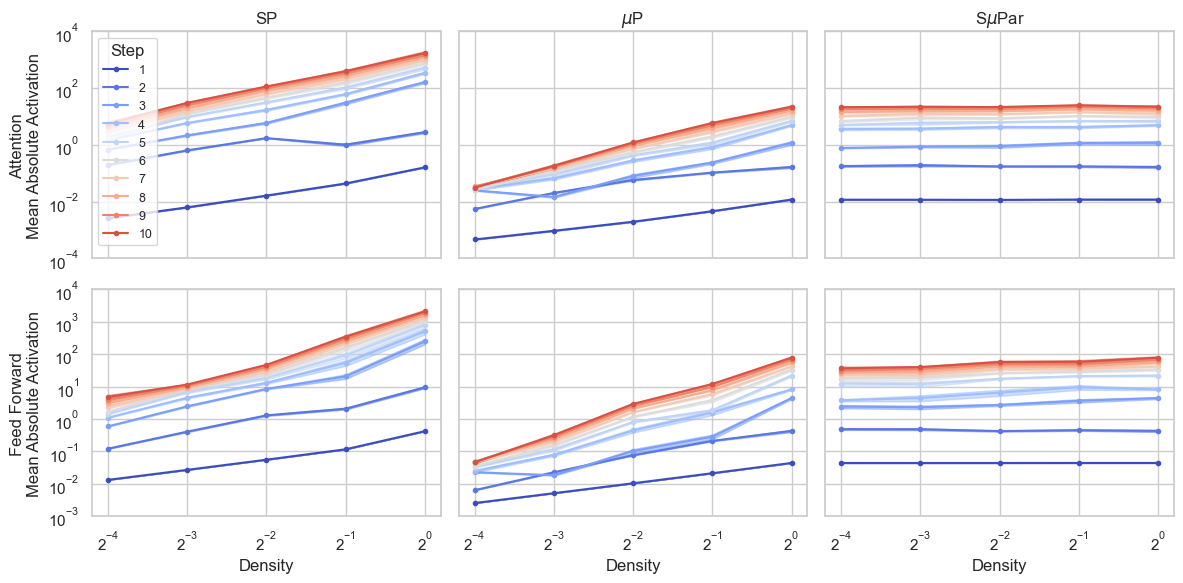 SP
μP
SμPar
Attention
Mean Absolute Activation
10^4
10^2
10^0
10^−2
10^−4
Step
1
2
3
4
5
6
7
8
9
10
Feed Forward
Mean Absolute Activation
10^4
10^3
10^2
10^1
10^0
10^−1
10^−2
10^−3
2^−4 2^−3 2^−2 2^−1 2^0
2^−4 2^−3 2^−2 2^−1 2^0
2^−4 2^−3 2^−2 2^−1 2^0
Density
Density
Density